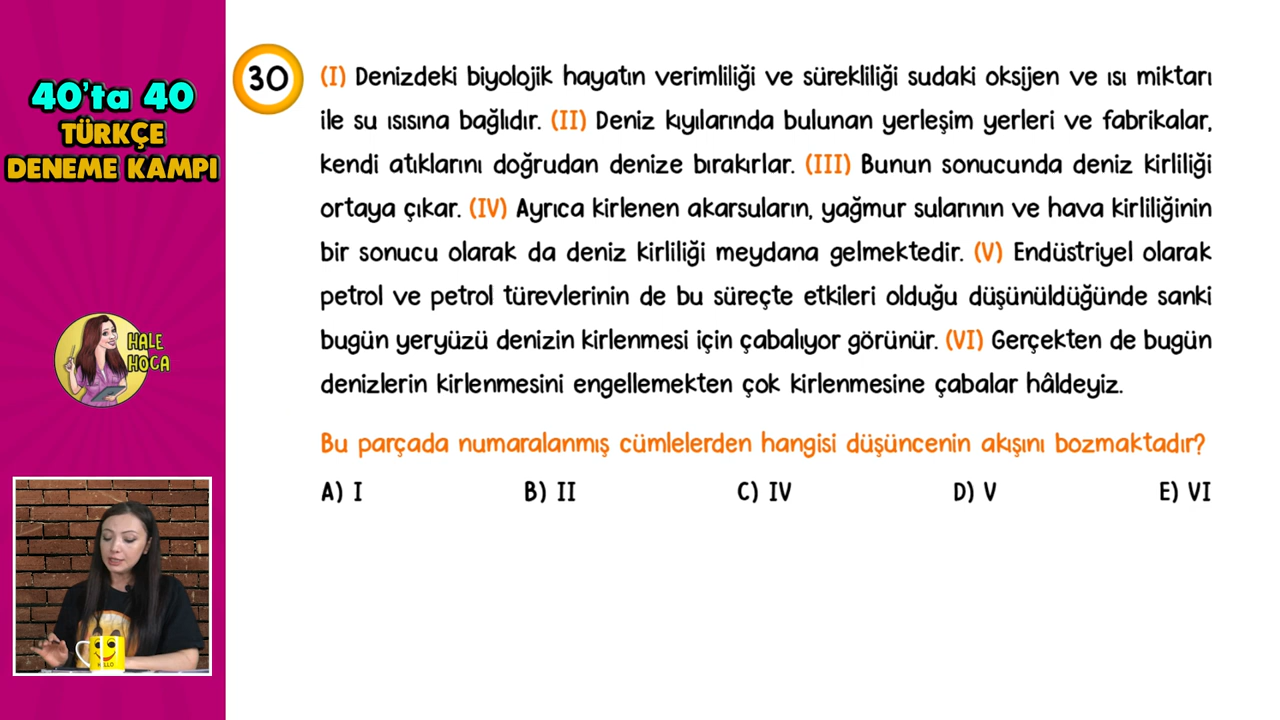 40'ta 40
TÜRKÇE
DENEME KAMPI
HALE
HOCA
30
(I) Denizdeki biyolojik hayatın verimliliği ve sürekliliği sudaki oksijen ve ısı miktarı
ile su ısısına bağlıdır. (II) Deniz kıyılarında bulunan yerleşim yerleri ve fabrikalar,
kendi atıklarını doğrudan denize bırakırlar. (III) Bunun sonucunda deniz kirliliği
ortaya çıkar. (IV) Ayrıca kirlenen akarsuların, yağmur sularının ve hava kirliliğinin
bir sonucu olarak da deniz kirliliği meydana gelmektedir. (V) Endüstriyel olarak
petrol ve petrol türevlerinin de bu süreçte etkileri olduğu düşünüldüğünde sanki
bugün yeryüzü denizin kirlenmesi için çabalıyor görünür. (VI) Gerçekten de bugün
denizlerin kirlenmesini engellemekten çok kirlenmesine çabalar hâldeyiz.
Bu parçada numaralanmış cümlelerden hangisi düşüncenin akışını bozmaktadır?
A) I B) II C) IV D) V E) VI
HELLO